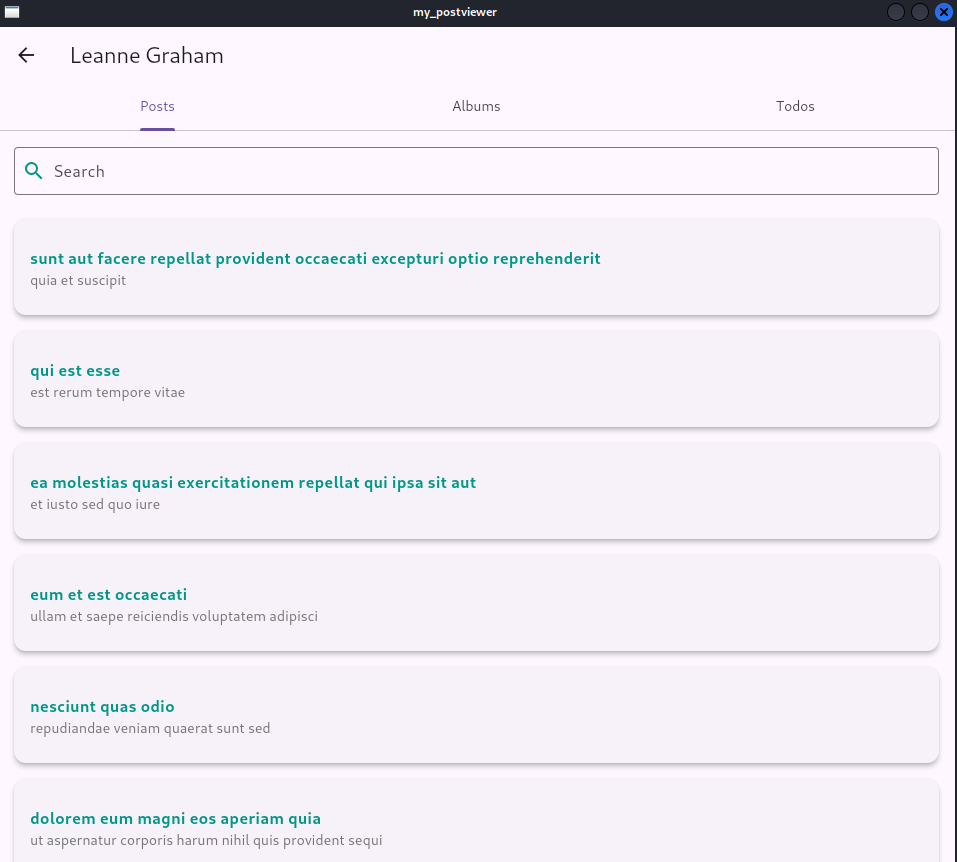 my_postviewer
Leanne Graham
Posts Albums Todos
Search
sunt aut facere repellat provident occaecati excepturi optio reprehenderit
quia et suscipit
qui est esse
est rerum tempore vitae
ea molestias quasi exercitationem repellat qui ipsa sit aut
et iusto sed quo iure
eum et est occaecati
ullam et saepe reiciendis voluptatem adipisci
nesciunt quas odio
repudiandae veniam quaerat sunt sed
dolorem eum magni eos aperiam quia
ut aspernatur corporis harum nihil quis provident sequi